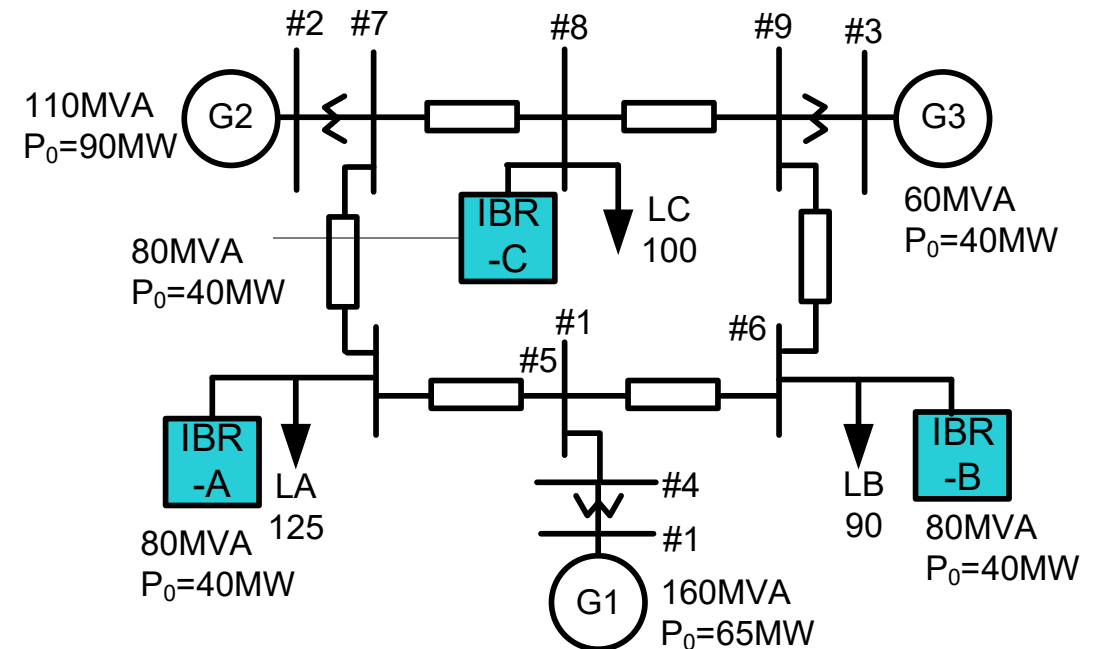 #2
#7
#8
#9
#3
110MVA
P₀=90MW
G2
G3
60MVA
P₀=40MW
IBR
-C
LC
100
80MVA
P₀=40MW
#1
#5
#6
IBR
-A
LA
125
80MVA
P₀=40MW
#4
#1
G1
160MVA
P₀=65MW
LB
90
IBR
-B
80MVA
P₀=40MW